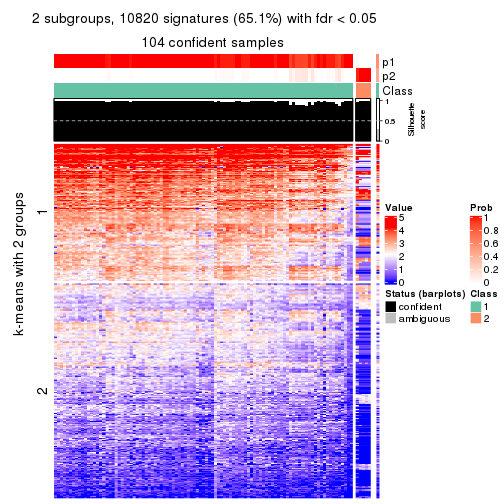 2 subgroups, 10820 signatures (65.1%) with fdr < 0.05
104 confident samples
p1
p2
Class
1
0.5
0
Silhouette
score
k-means with 2 groups
1
2
Value
5
4
3
2
1
0
Prob
1
0.8
0.6
0.4
0.2
0
Status (barplots)
confident
ambiguous
Class
1
2